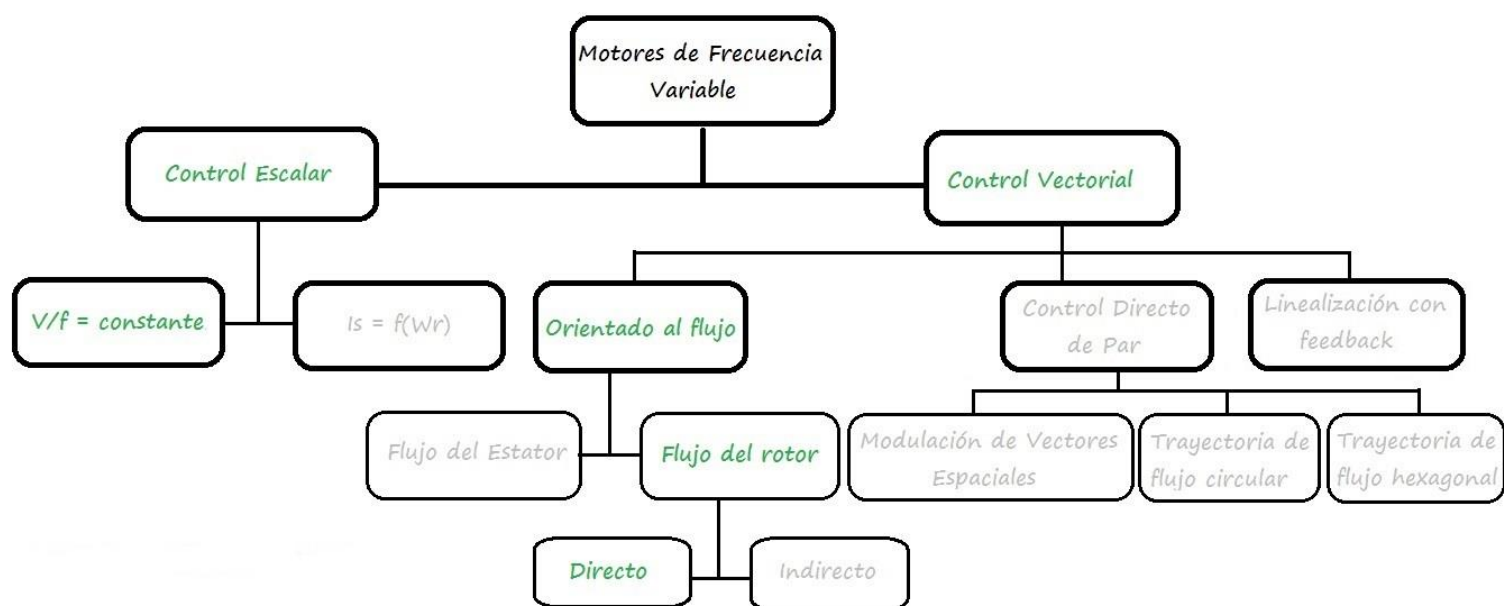 Motores de Frecuencia
Variable
Control Escalar
Control Vectorial
V/f = constante
Is = f(Wr)
Orientado al flujo
Control Directo
de Par
Linealización con
feedback
Flujo del Estator
Flujo del rotor
Modulación de Vectores
Espaciales
Trayectoria de
flujo circular
Trayectoria de
flujo hexagonal
Directo
Indirecto